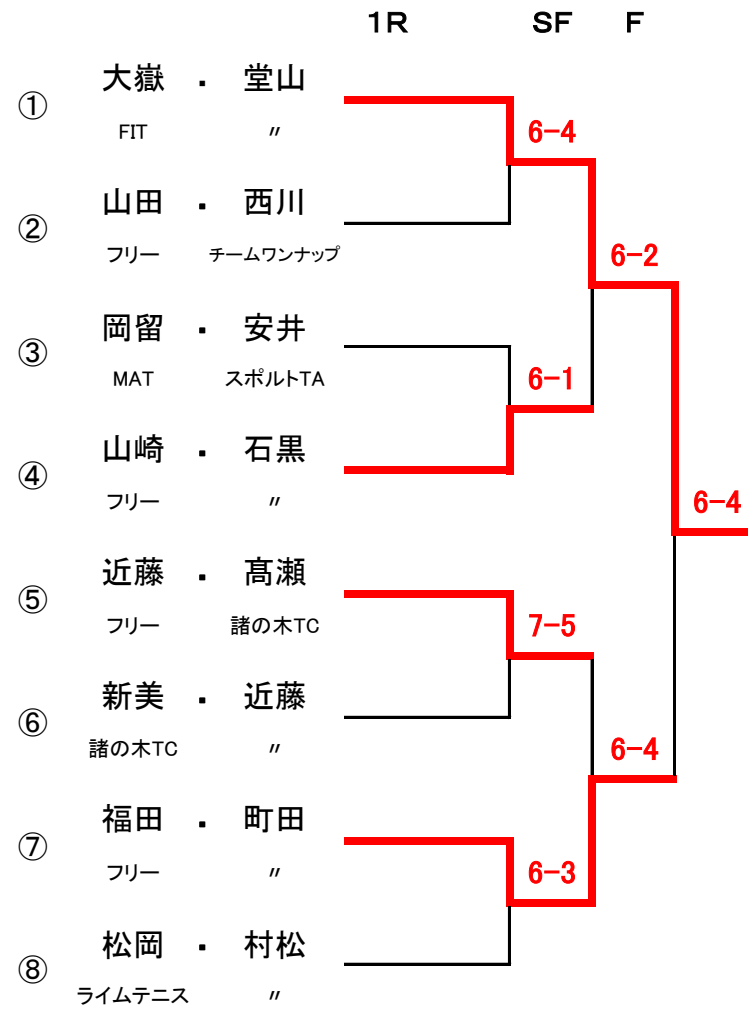 1R SF F
大嶽 ・ 堂山
①
FIT 〃
6-4
山田 ・ 西川
②
フリー チームワンナップ
6-2
岡留 ・ 安井
③
MAT スポルトTA
6-1
山崎 ・ 石黒
④
フリー 〃
6-4
近藤 ・ 髙瀬
⑤
フリー 諸の木TC
7-5
新美 ・ 近藤
⑥
諸の木TC 〃
6-4
福田 ・ 町田
⑦
フリー 〃
6-3
松岡 ・ 村松
⑧
ライムテニス 〃